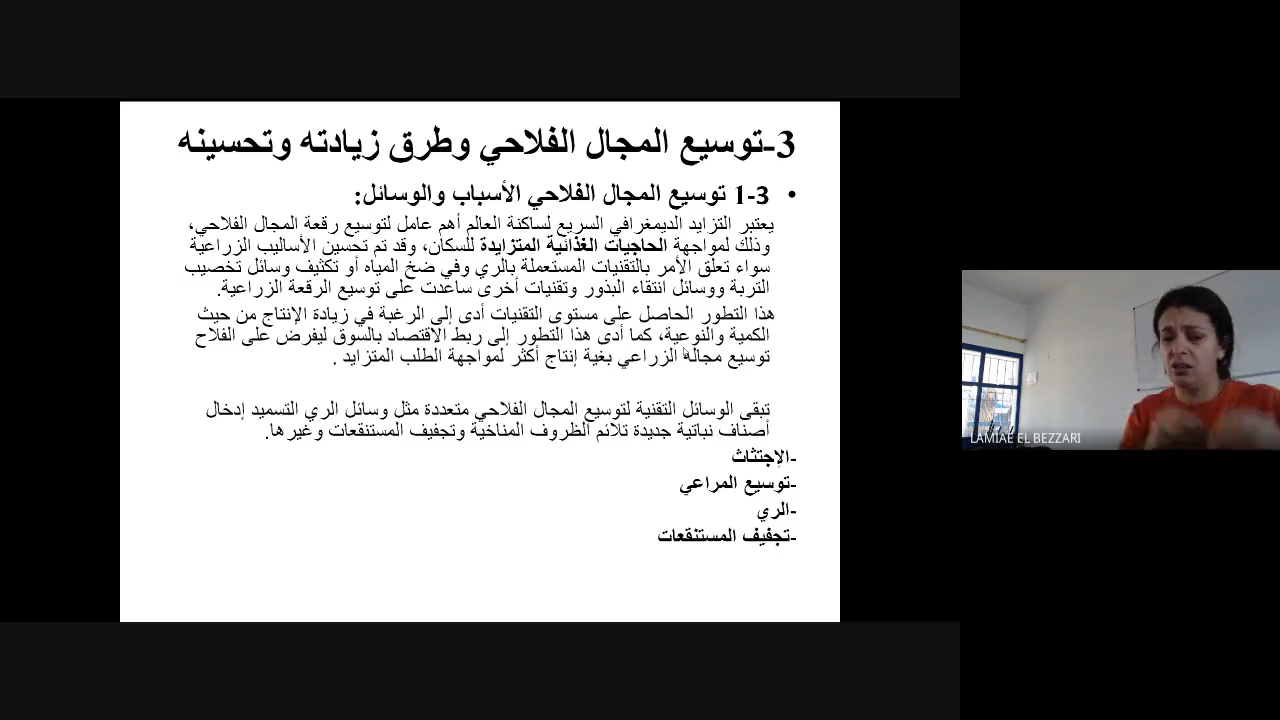 3-توسيع المجال الفلاحي وطرق زيادته وتحسينه
• 3-1 توسيع المجال الفلاحي الأسباب والوسائل:
يعتبر التزايد الديمغرافي السريع لساكنة العالم أهم عامل لتوسيع رقعة المجال الفلاحي،
وذلك لمواجهة الحاجيات الغذائية المتزايدة للسكان، وقد تم تحسين الأساليب الزراعية
سواء تعلق الأمر بالتقنيات المستعملة بالري وفي ضخ المياه أو تكثيف وسائل تخصيب
التربة ووسائل انتقاء البذور وتقنيات أخرى ساعدت على توسيع الرقعة الزراعية.
هذا التطور الحاصل على مستوى التقنيات أدى إلى الرغبة في زيادة الإنتاج من حيث
الكمية والنوعية، كما أدى هذا التطور إلى ربط الاقتصاد بالسوق ليفرض على الفلاح
توسيع مجاله الزراعي بغية إنتاج أكثر لمواجهة الطلب المتزايد .
تبقى الوسائل التقنية لتوسيع المجال الفلاحي متعددة مثل وسائل الري التسميد إدخال
أصناف نباتية جديدة تلائم الظروف المناخية وتجفيف المستنقعات وغيرها.
-الإجتثاث
-توسيع المراعي
-الري
-تجفيف المستنقعات
LAMIAE EL BEZZARI